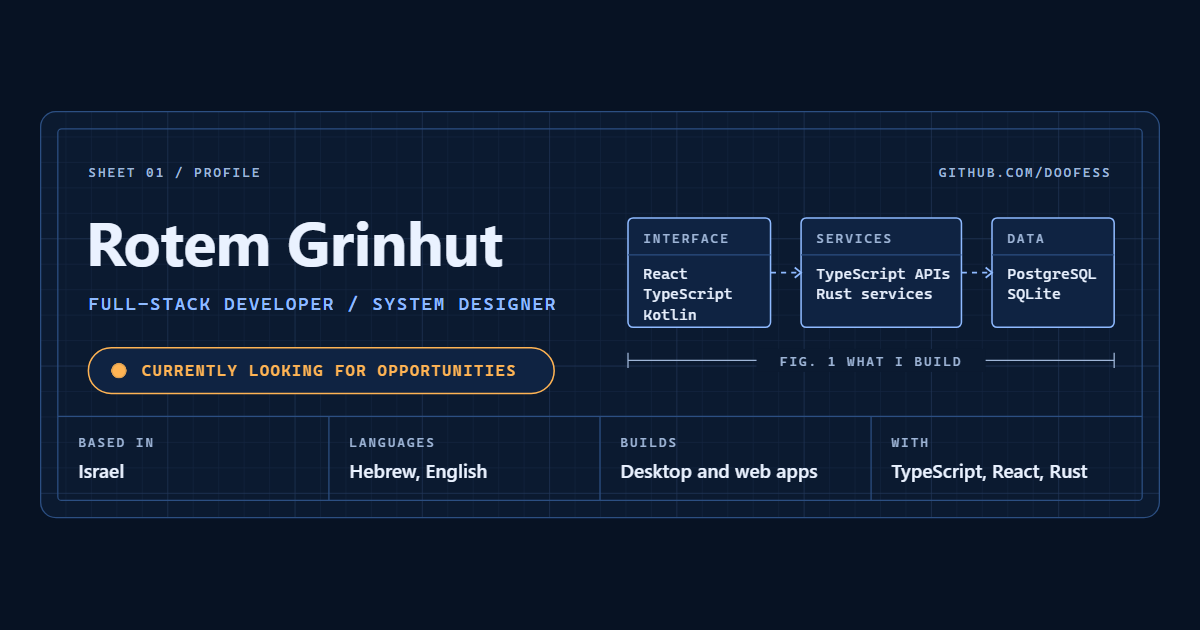 SHEET 01 / PROFILE
GITHUB.COM/DOOFESS
Rotem Grinhut
FULL-STACK DEVELOPER / SYSTEM DESIGNER
CURRENTLY LOOKING FOR OPPORTUNITIES
INTERFACE
React
TypeScript
Kotlin
SERVICES
TypeScript APIs
Rust services
DATA
PostgreSQL
SQLite
FIG. 1 WHAT I BUILD
BASED IN
Israel
LANGUAGES
Hebrew, English
BUILDS
Desktop and web apps
WITH
TypeScript, React, Rust